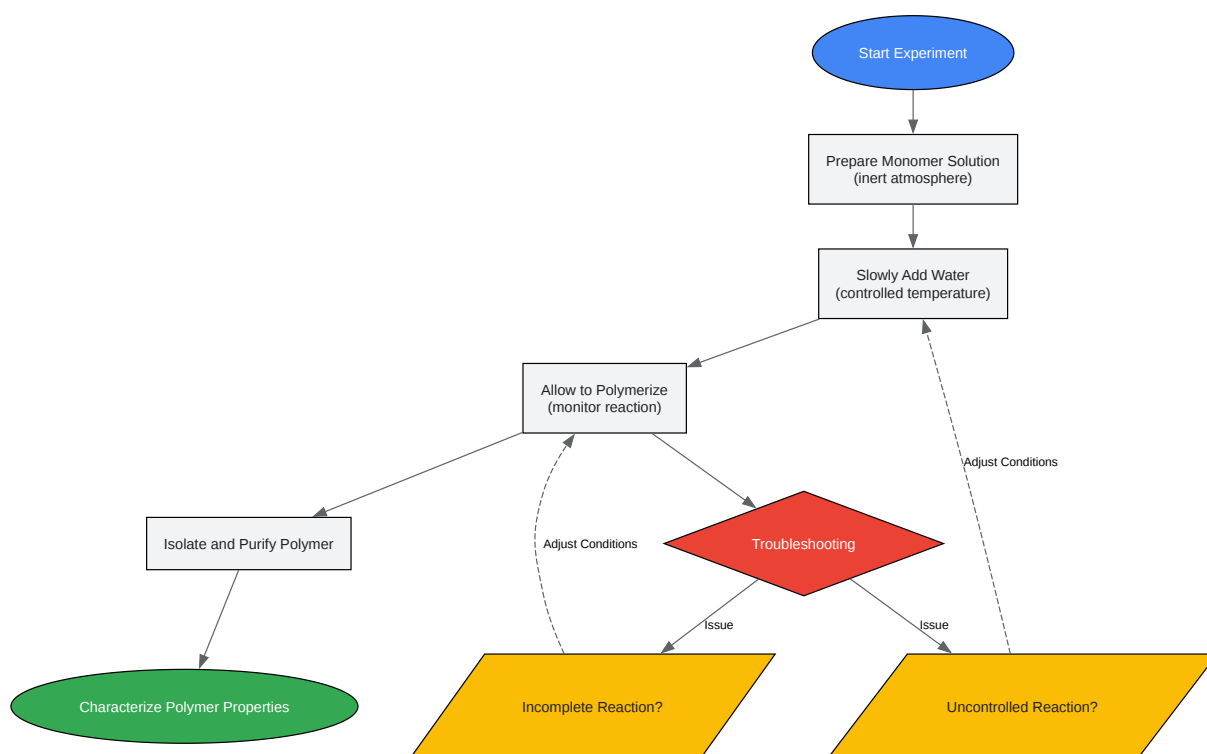 Start Experiment
Prepare Monomer Solution
(inert atmosphere)
Slowly Add Water
(controlled temperature)
Allow to Polymerize
(monitor reaction)
Adjust Conditions
Isolate and Purify Polymer
Adjust Conditions
Troubleshooting
Issue
Issue
Characterize Polymer Properties
Incomplete Reaction?
Uncontrolled Reaction?